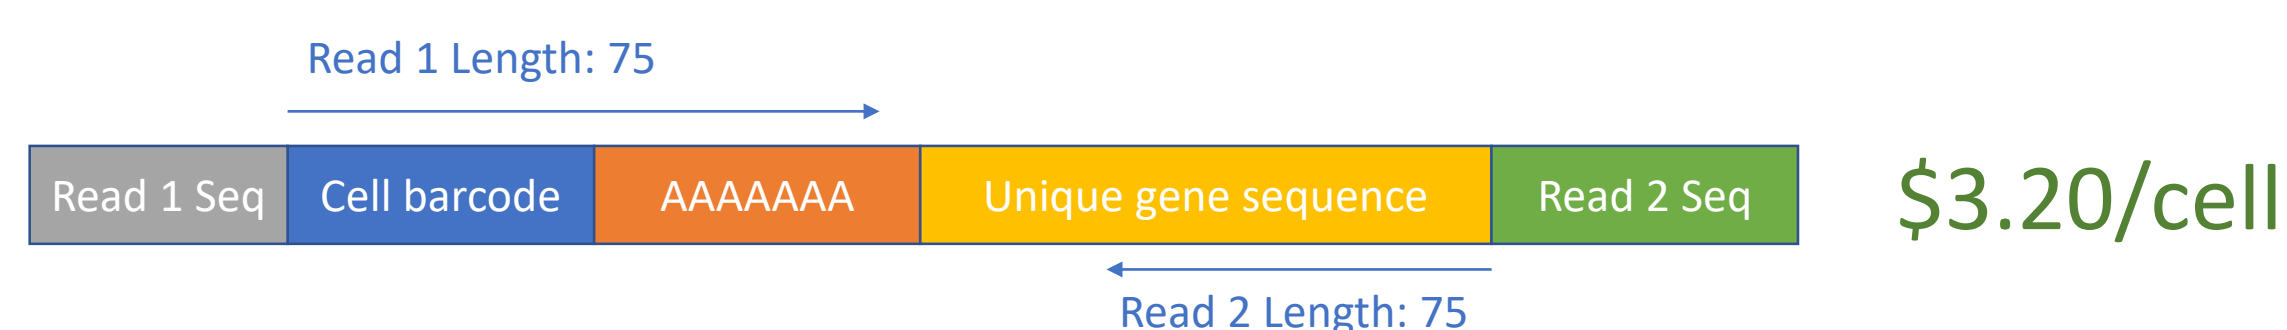 Read 1 Length: 75
Read 1 Seq Cell barcode AAAAAAA Unique gene sequence Read 2 Seq $3.20/cell
Read 2 Length: 75